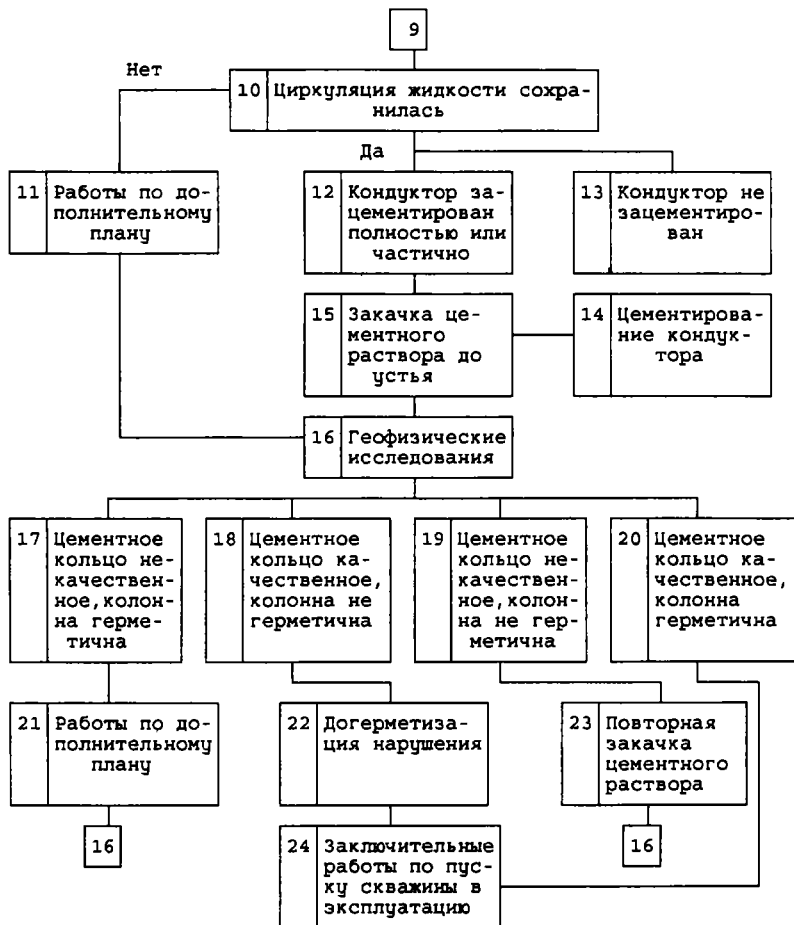 9
Нет
10 Циркуляция жидкости сохра-
нилась
Да
11 Работы по до-
полнительному
плану
12 Кондуктор за-
цементирован
полностью или
частично
13 Кондуктор не
зацементиро-
ван
15 Закачка це-
ментного
раствора до
устья
14 Цементирова-
ние кондук-
тора
16 Геофизические
исследования
17 Цементное
кольцо не-
качествен-
ное, колон-
на герме-
тична
18 Цементное
кольцо ка-
чественное,
колонна не
герметична
19 Цементное
кольцо не-
качествен-
ное, колон-
на не гер-
метична
20 Цементное
кольцо ка-
чественное,
колонна
герметична
21 Работы по до-
полнительному
плану
22 Догерметиза-
ция нарушения
23 Повторная
закачка
цементного
раствора
16
24 Заключительные
работы по пус-
ку скважины в
эксплуатацию
16